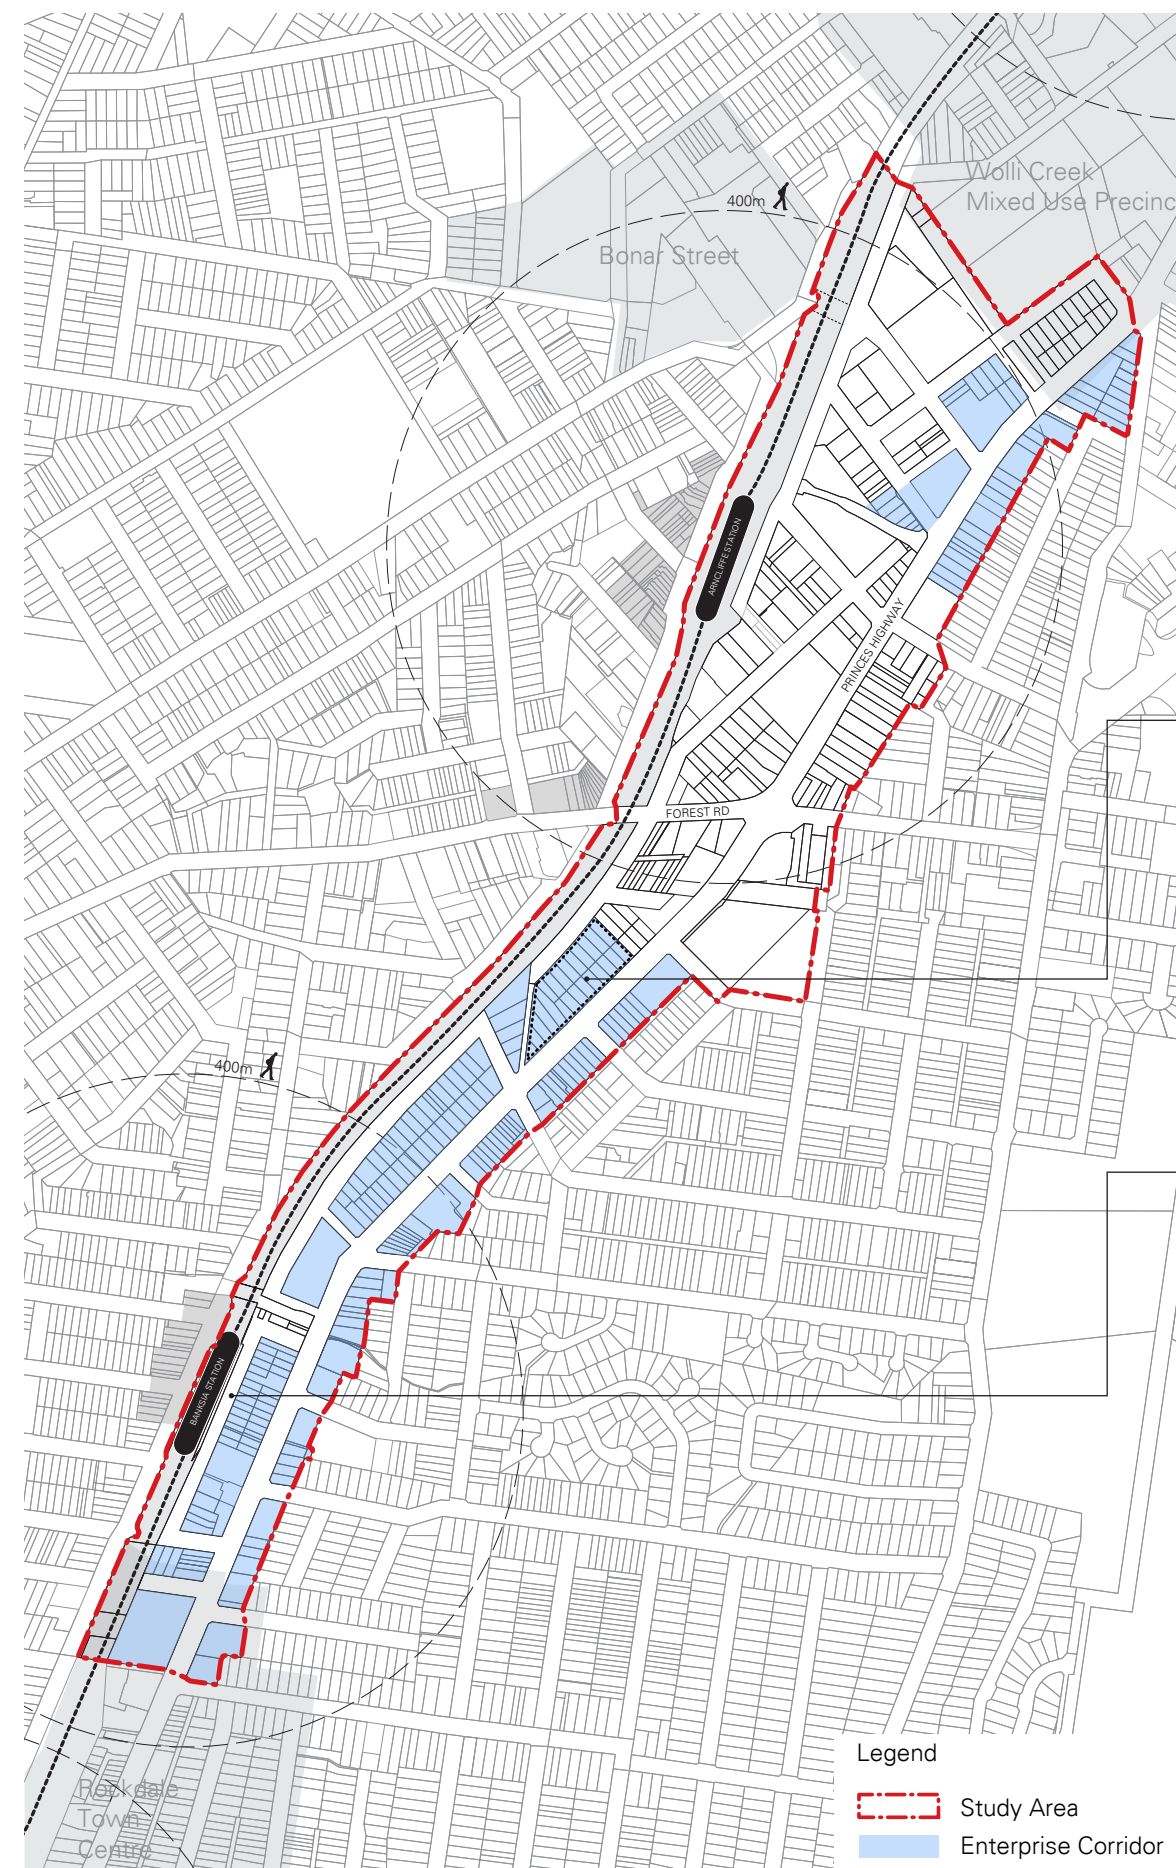 Wolli Creek
Mixed Use Precinc
400m
Bonar Street
ARNCLIFFE STATION
PRINCES HIGHWAY
FOREST RD
400m
BANKSIA STATION
Rockdale
Town
Centre
Legend
Study Area
Enterprise Corridor